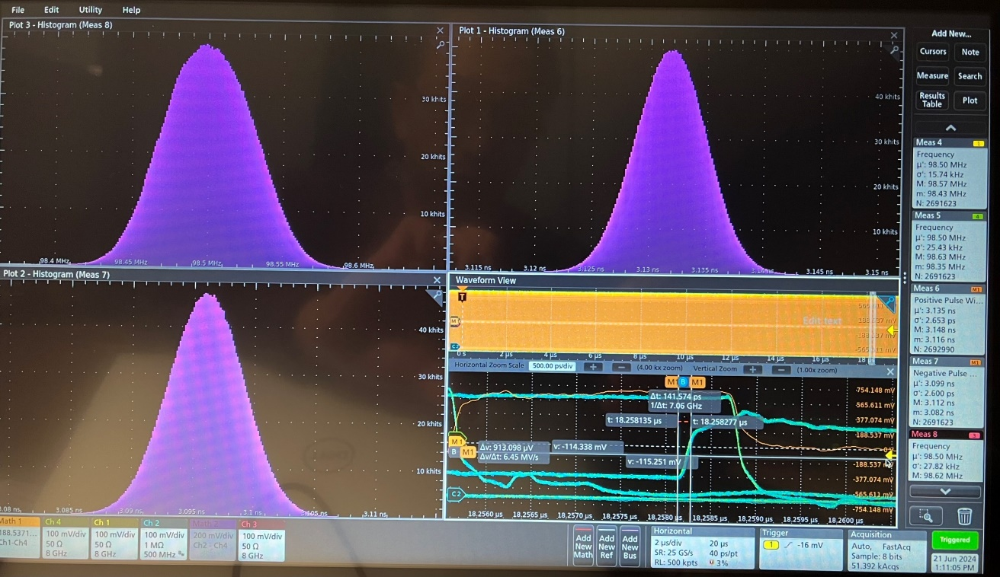 File Edit Utility Help
Plot 3 - Histogram (Meas 8)
30 khits
20 khits
10 khits
98.4 MHz
98.45 MHz
98.5 MHz
98.55 MHz
98.6 MHz
Plot 1 - Histogram (Meas 6)
40 khits
30 khits
20 khits
10 khits
3.115 ns
3.12 ns
3.125 ns
3.13 ns
3.135 ns
3.14 ns
3.145 ns
3.15 ns
Plot 2 - Histogram (Meas 7)
40 khits
30 khits
20 khits
10 khits
3.08 ns
3.085 ns
3.09 ns
3.095 ns
3.1 ns
3.105 ns
3.11 ns
Waveform View
T
M1
C2
Edit text
565.611 mV
188.537 mV
-188.537 mV
-565.611 mV
0 s
2 µs
4 µs
6 µs
8 µs
10 µs
12 µs
14 µs
16 µs
18
Horizontal Zoom Scale 500.00 ps/div + − (4.00 kx zoom) Vertical Zoom + − (1.00x zoom)
M1 B M1
Δt: 141.574 ps
1/Δt: 7.06 GHz
t: 18.258135 µs
t: 18.258277 µs
M1
B M1
Δv: 913.098 µV
Δv/Δt: 6.45 MV/s
v: -114.338 mV
v: -115.251 mV
C2
754.148 mV
565.611 mV
377.074 mV
188.537 mV
0 V
-188.537 mV
-377.074 mV
-565.611 mV
-754.148 mV
18.2560 µs
18.2565 µs
18.2570 µs
18.2575 µs
18.2580 µs
18.2585 µs
18.2590 µs
18.2595 µs
18.2600 µs
Add New...
Cursors
Note
Measure
Search
Results
Table
Plot
Meas 4 1
Frequency
µ': 98.50 MHz
σ': 15.74 kHz
M: 98.57 MHz
m: 98.43 MHz
N: 2691623
Meas 5 4
Frequency
µ': 98.50 MHz
σ': 25.43 kHz
M: 98.63 MHz
m: 98.35 MHz
N: 2691623
Meas 6 M1
Positive Pulse Wi...
µ': 3.135 ns
σ': 2.653 ps
M: 3.148 ns
m: 3.116 ns
N: 2692990
Meas 7 M1
Negative Pulse ...
µ': 3.099 ns
σ': 2.600 ps
M: 3.112 ns
m: 3.082 ns
N: 2691623
Meas 8 3
Frequency
µ': 98.50 MHz
σ': 27.82 kHz
M: 98.62 MHz
Math 1
188.5371...
Ch1-Ch4
Ch 4
100 mV/div
50 Ω
8 GHz
Ch 1
100 mV/div
50 Ω
8 GHz
Ch 2
100 mV/div
1 MΩ
500 MHz
Math 2
200 mV/div
Ch2 - Ch4
Ch 3
100 mV/div
50 Ω
8 GHz
Add
New
Math
Add
New
Ref
Add
New
Bus
Horizontal
2 µs/div 20 µs
SR: 25 GS/s 40 ps/pt
RL: 500 kpts 3%
Trigger
1 -16 mV
Acquisition
Auto, FastAcq
Sample: 8 bits
51.392 kAcqs
Triggered
21 Jun 2024
1:11:05 PM